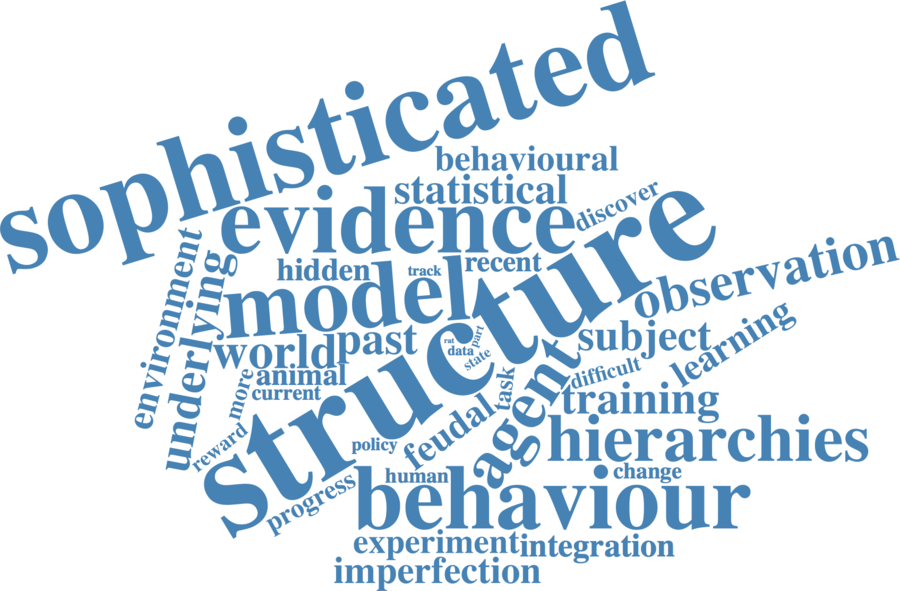 sophisticated
behavioural
statistical
discover
evidence
structure
environment
underlying
hidden
track
recent
observation
model
world
past
rat
data
part
state
subject
learning
animal
more
current
difficult
task
agent
training
reward
policy
feudal
hierarchies
progress
human
change
behaviour
experiment
integration
imperfection